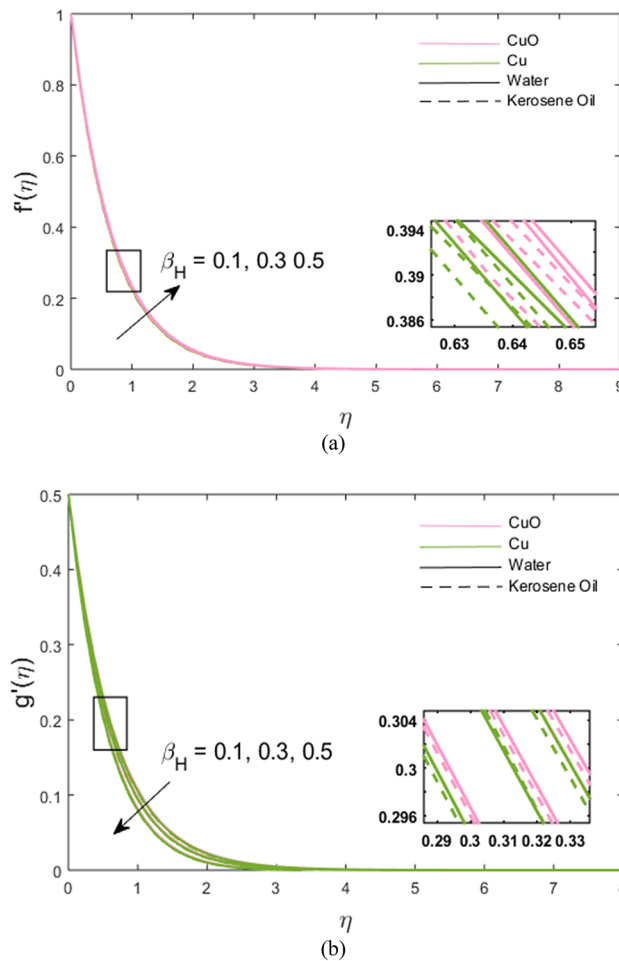 1
0.8
0.6
0.4
0.2
0
f'(η)
CuO
Cu
Water
Kerosene Oil
β_H = 0.1, 0.3 0.5
0.394
0.39
0.386
0.63 0.64 0.65
0 1 2 3 4 5 6 7 8 9
η
(a)
0.5
0.4
0.3
0.2
0.1
0
g'(η)
CuO
Cu
Water
Kerosene Oil
β_H = 0.1, 0.3, 0.5
0.304
0.3
0.296
0.29 0.3 0.31 0.32 0.33
0 1 2 3 4 5 6 7 8
η
(b)